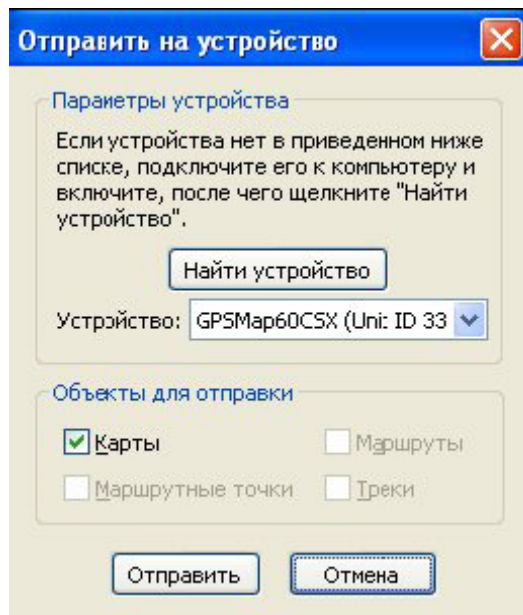 Отправить на устройство
Параметры устройства
Если устройства нет в приведенном ниже
списке, подключите его к компьютеру и
включите, после чего щелкните "Найти
устройство".
Найти устройство
Устройство: GPSMap60CSX (Unit ID 33
Объекты для отправки
Карты Маршруты
Маршрутные точки Треки
Отправить Отмена